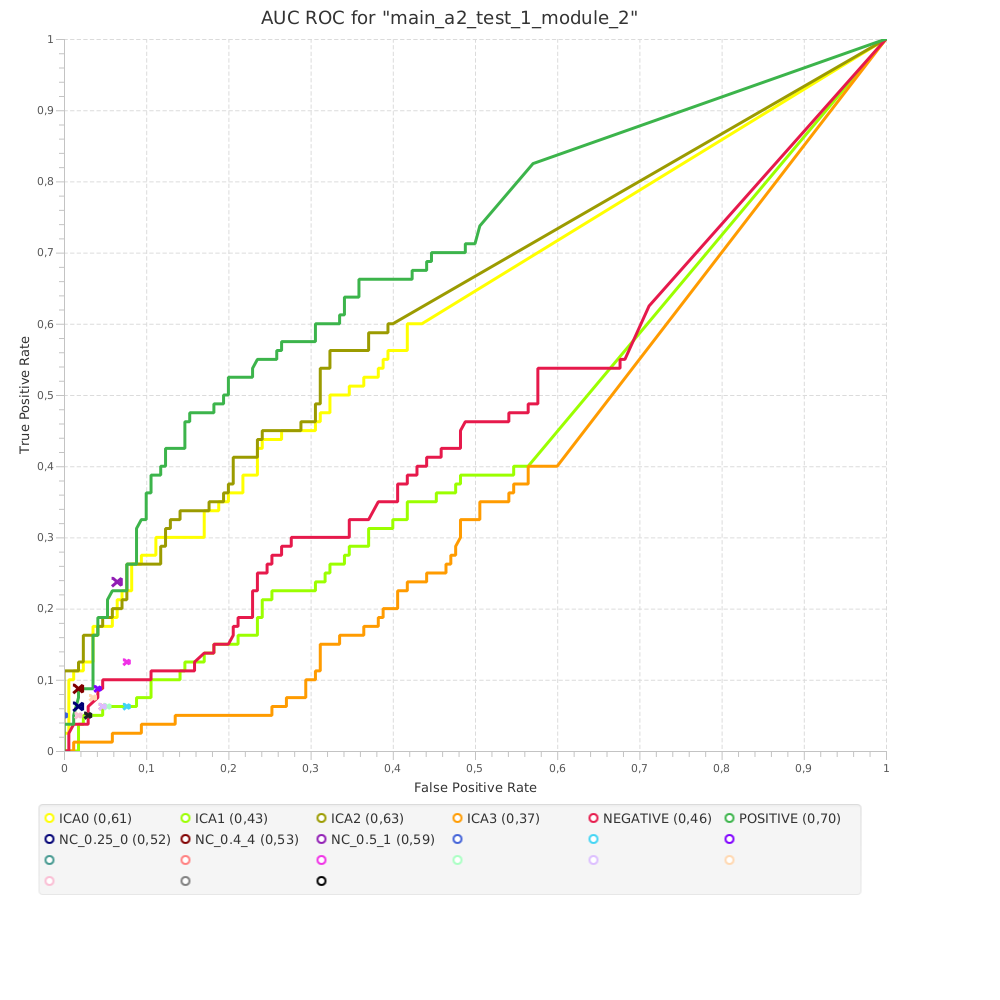 AUC ROC for "main_a2_test_1_module_2"
1
0,9
0,8
0,7
0,6
0,5
0,4
0,3
0,2
0,1
0
True Positive Rate
0 0,1 0,2 0,3 0,4 0,5 0,6 0,7 0,8 0,9 1
False Positive Rate
ICA0 (0,61) ICA1 (0,43) ICA2 (0,63) ICA3 (0,37) NEGATIVE (0,46) POSITIVE (0,70)
NC_0.25_0 (0,52) NC_0.4_4 (0,53) NC_0.5_1 (0,59)